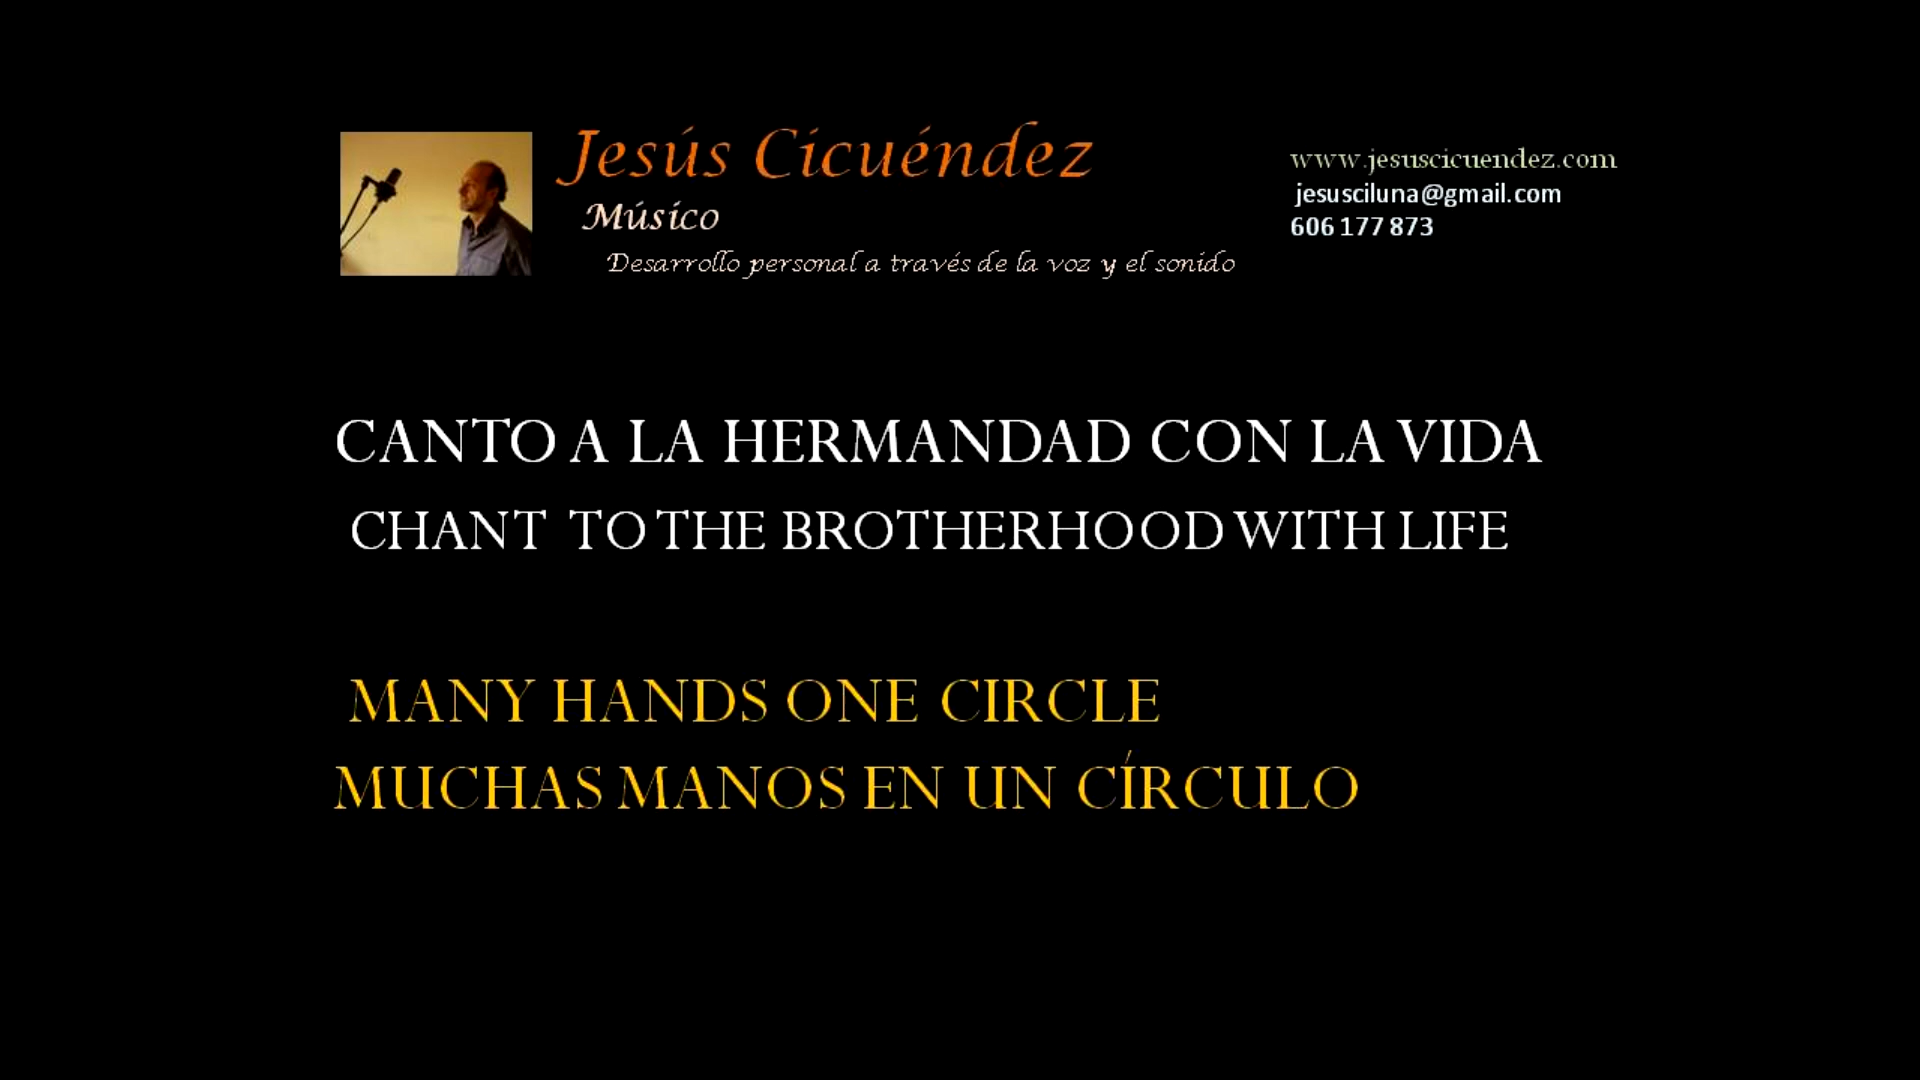 Jesús Cicuéndez
Músico
Desarrollo personal a través de la voz y el sonido
www.jesuscicuendez.com
jesusciluna@gmail.com
606 177 873
CANTO A LA HERMANDAD CON LA VIDA
CHANT TO THE BROTHERHOOD WITH LIFE
MANY HANDS ONE CIRCLE
MUCHAS MANOS EN UN CÍRCULO